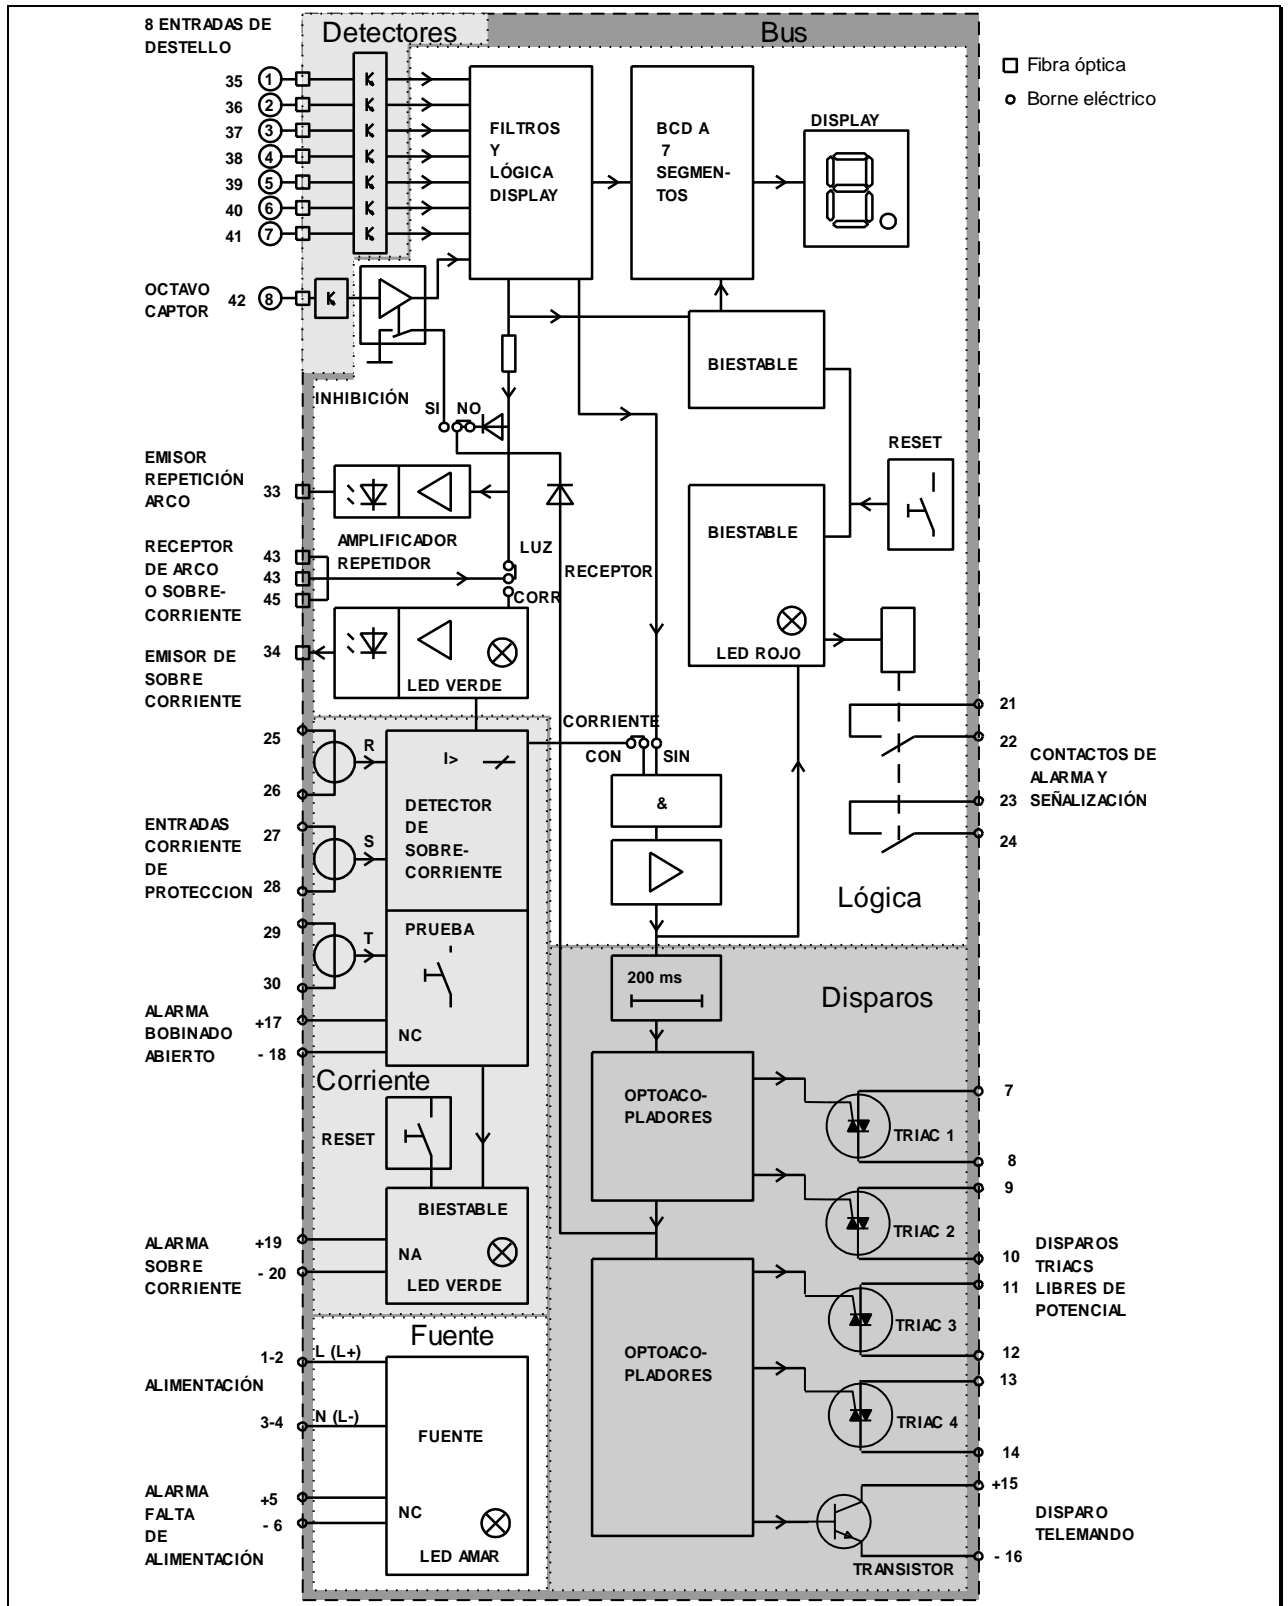 8 ENTRADAS DE
DESTELLO
Detectores
Bus
Fibra óptica
Borne eléctrico
35 1 K
36 2 K
37 3 K
38 4 K
39 5 K
40 6 K
41 7 K
FILTROS
Y
LÓGICA
DISPLAY
BCD A
7
SEGMEN-
TOS
DISPLAY
OCTAVO
CAPTOR
42 8 K
BIESTABLE
INHIBICIÓN
SI NO
RESET
EMISOR
REPETICIÓN
ARCO
33
AMPLIFICADOR
REPETIDOR
BIESTABLE
LED ROJO
RECEPTOR
DE ARCO
O SOBRE-
CORRIENTE
43
43
45
LUZ
RECEPTOR
CORR
EMISOR DE
SOBRE
CORRIENTE
34
LED VERDE
21
22
23
24
CONTACTOS DE
ALARMA Y
SEÑALIZACIÓN
CORRIENTE
CON SIN
&
Lógica
ENTRADAS
CORRIENTE
DE
PROTECCION
25
26
27
28
29
30
R
S
T
I>
DETECTOR
DE
SOBRE-
CORRIENTE
PRUEBA
NC
ALARMA
BOBINADO
ABIERTO
+17
- 18
200 ms
Disparos
Corriente
RESET
OPTOACO-
PLADORES
TRIAC 1
7
8
TRIAC 2
9
10
BIESTABLE
NA
LED VERDE
ALARMA
SOBRE
CORRIENTE
+19
- 20
DISPAROS
TRIACS
LIBRES DE
POTENCIAL
OPTOACO-
PLADORES
TRIAC 3
11
12
TRIAC 4
13
14
Fuente
ALIMENTACIÓN
1-2
L (L+)
3-4
N (L-)
FUENTE
NC
LED AMAR
ALARMA
FALTA
DE
ALIMENTACIÓN
+5
- 6
TRANSISTOR
+15
- 16
DISPARO
TELEMANDO